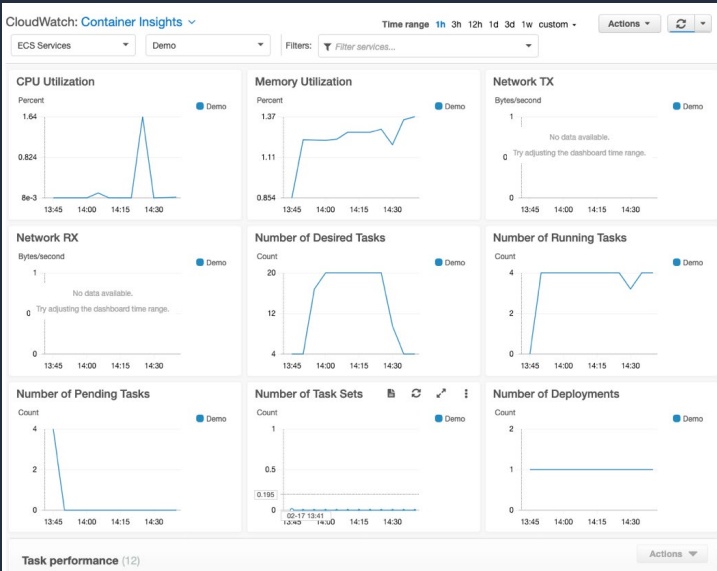 CloudWatch: Container Insights
Time range 1h 3h 12h 1d 3d 1w custom
Actions
ECS Services
Demo
Filters:
Filter services...
CPU Utilization
Percent
Demo
1.64
0.824
8e-3
13:45 14:00 14:15 14:30
Memory Utilization
Percent
Demo
1.37
1.11
0.854
13:45 14:00 14:15 14:30
Network TX
Bytes/second
Demo
1
No data available.
0 Try adjusting the dashboard time range.
0
13:45 14:00 14:15 14:30
Network RX
Bytes/second
Demo
1
No data available.
0 Try adjusting the dashboard time range.
0
13:45 14:00 14:15 14:30
Number of Desired Tasks
Count
Demo
20
12
4
13:45 14:00 14:15 14:30
Number of Running Tasks
Count
Demo
4
2
0
13:45 14:00 14:15 14:30
Number of Pending Tasks
Count
Demo
4
2
0
13:45 14:00 14:15 14:30
Number of Task Sets
Count
Demo
1
0.5
0.195
0
02-17 13:41
13:45 14:00 14:15 14:30
Number of Deployments
Count
Demo
2
1
0
13:45 14:00 14:15 14:30
Task performance (12)
Actions